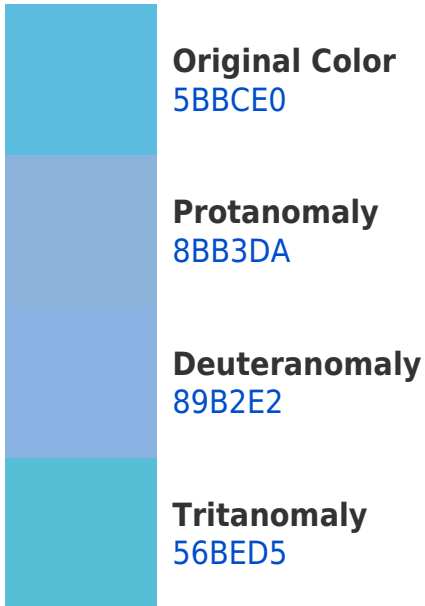 Original Color
5BBCE0
Protanomaly
8BB3DA
Deuteranomaly
89B2E2
Tritanomaly
56BED5